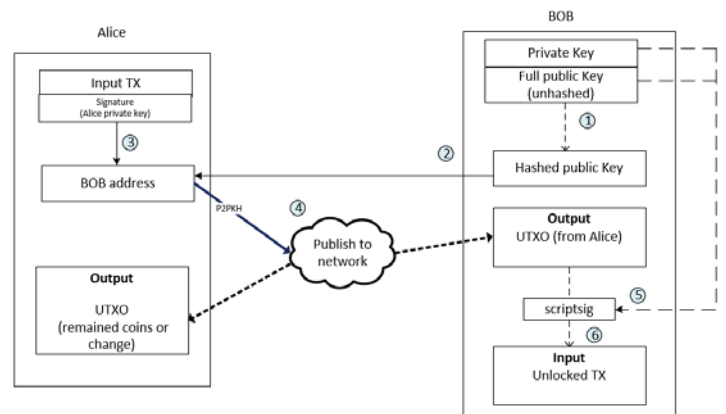 Alice
Input TX
Signature
(Alice private key)
③
BOB address
P2PKH
Output
UTXO
(remained coins or
change)
②
④
Publish to
network
BOB
Private Key
Full public Key
(unhashed)
①
Hashed public Key
Output
UTXO (from Alice)
scriptsig
⑤
⑥
Input
Unlocked TX